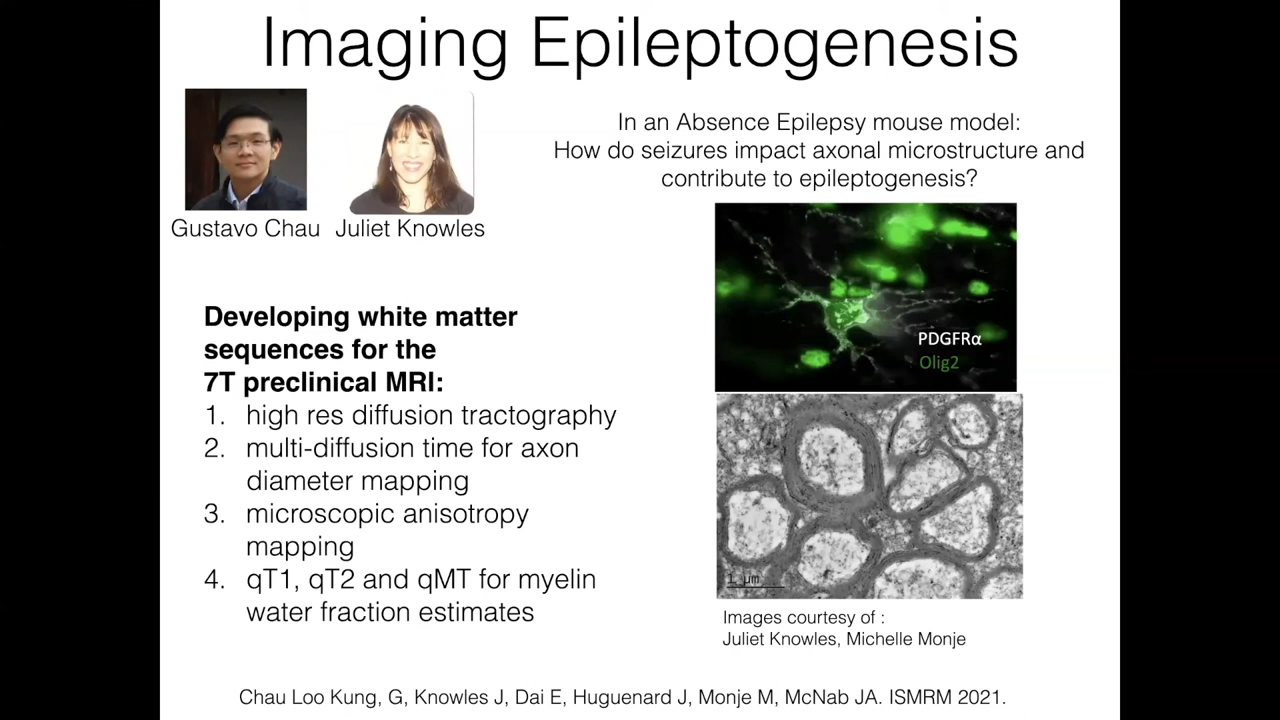 Imaging Epileptogenesis
Gustavo Chau
Juliet Knowles
In an Absence Epilepsy mouse model:
How do seizures impact axonal microstructure and
contribute to epileptogenesis?
Developing white matter
sequences for the
7T preclinical MRI:
1. high res diffusion tractography
2. multi-diffusion time for axon
diameter mapping
3. microscopic anisotropy
mapping
4. qT1, qT2 and qMT for myelin
water fraction estimates
PDGFRα
Olig2
1 µm
Images courtesy of :
Juliet Knowles, Michelle Monje
Chau Loo Kung, G, Knowles J, Dai E, Huguenard J, Monje M, McNab JA. ISMRM 2021.